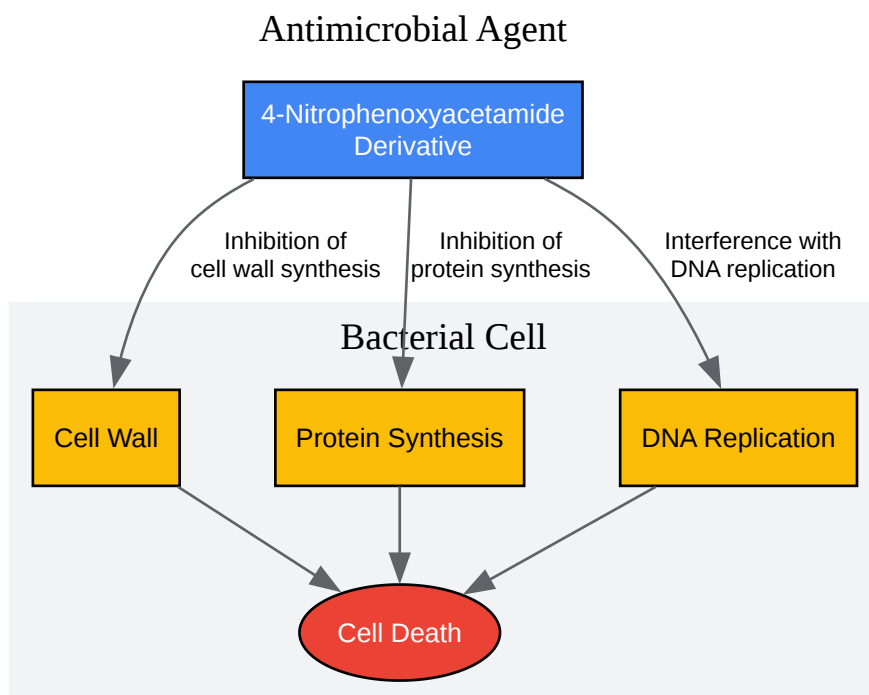 Antimicrobial Agent
4-Nitrophenoxyacetamide
Derivative
Inhibition of
cell wall synthesis
Inhibition of
protein synthesis
Interference with
DNA replication
Bacterial Cell
Cell Wall
Protein Synthesis
DNA Replication
Cell Death